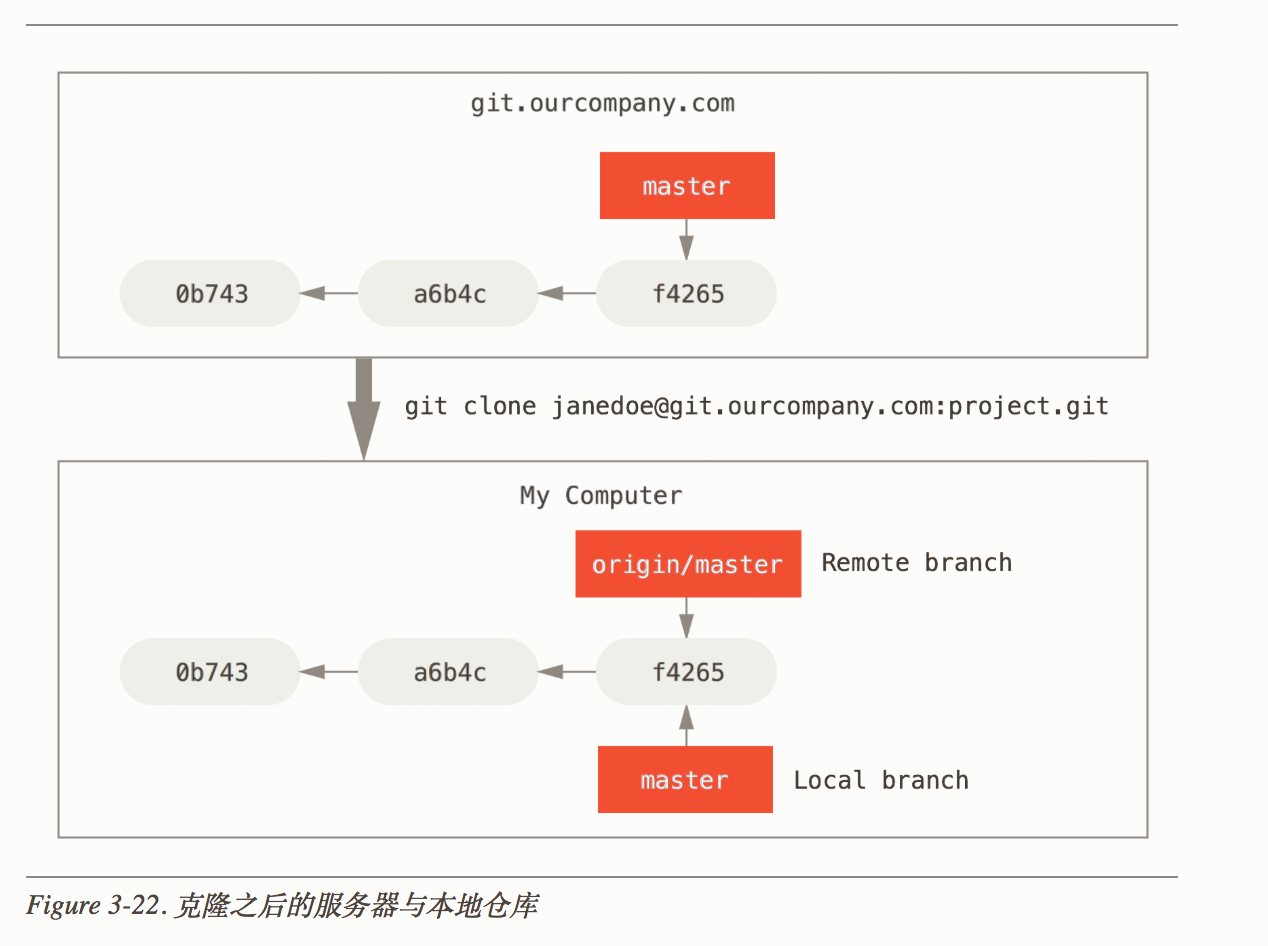 git.ourcompany.com
master
0b743 a6b4c f4265
git clone janedoe@git.ourcompany.com:project.git
My Computer
origin/master Remote branch
0b743 a6b4c f4265
master Local branch
Figure 3-22. 克隆之后的服务器与本地仓库